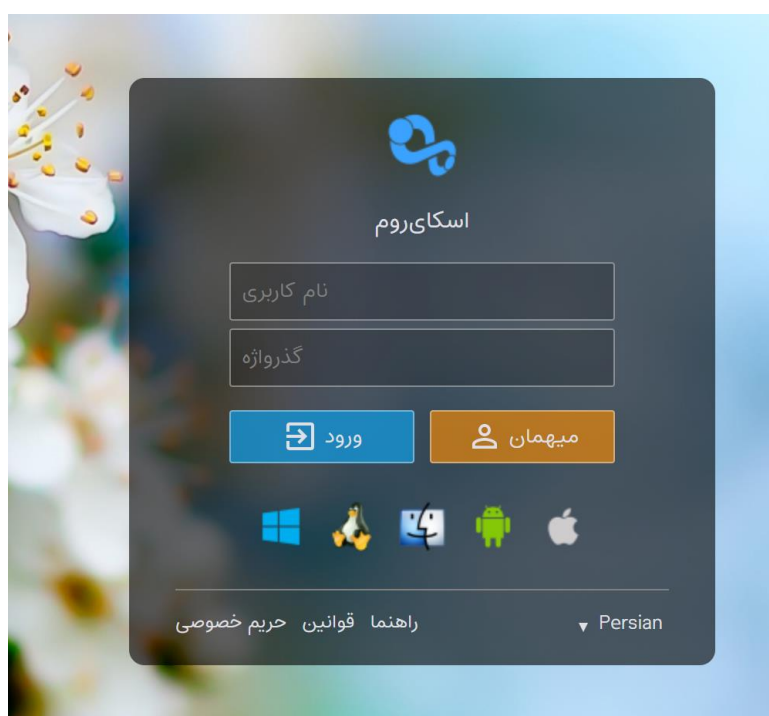 اسکای‌روم
نام کاربری
گذرواژه
میهمان ورود
Persian راهنما قوانین حریم خصوصی